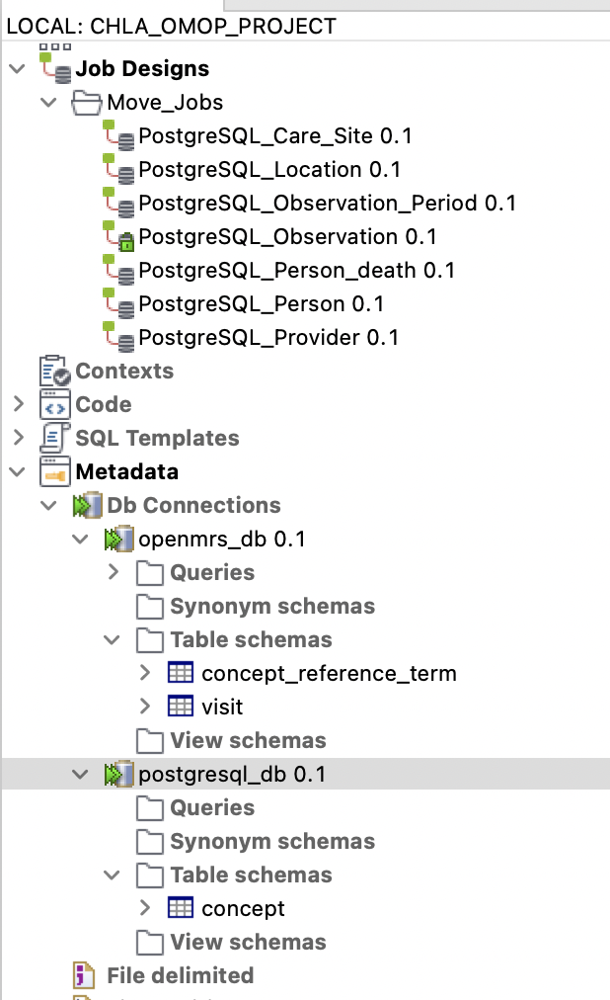 LOCAL: CHLA_OMOP_PROJECT
Job Designs
Move_Jobs
PostgreSQL_Care_Site 0.1
PostgreSQL_Location 0.1
PostgreSQL_Observation_Period 0.1
PostgreSQL_Observation 0.1
PostgreSQL_Person_death 0.1
PostgreSQL_Person 0.1
PostgreSQL_Provider 0.1
Contexts
Code
SQL Templates
Metadata
Db Connections
openmrs_db 0.1
Queries
Synonym schemas
Table schemas
concept_reference_term
visit
View schemas
postgresql_db 0.1
Queries
Synonym schemas
Table schemas
concept
View schemas
File delimited